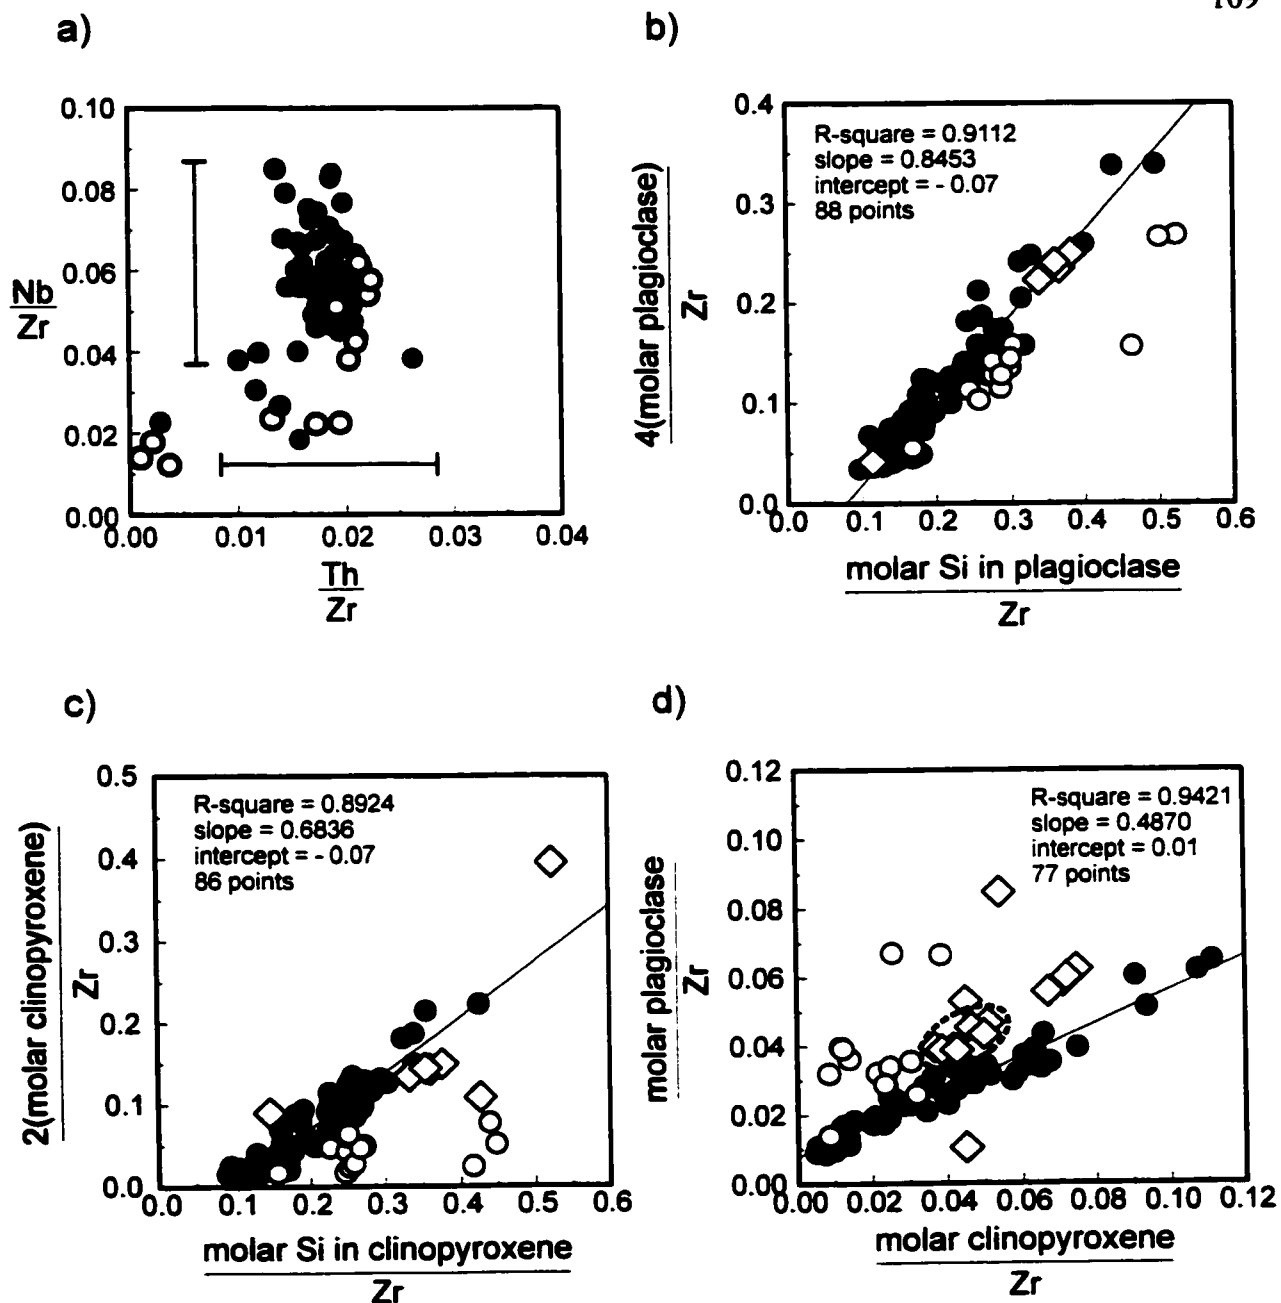 109
a)
0.10
0.08
0.06
0.04
0.02
0.00
Nb
Zr
0.00 0.01 0.02 0.03 0.04
Th
Zr
b)
R-square = 0.9112
slope = 0.8453
intercept = - 0.07
88 points
0.4
0.3
0.2
0.1
0.0
4(molar plagioclase)
Zr
0.0 0.1 0.2 0.3 0.4 0.5 0.6
molar Si in plagioclase
Zr
c)
R-square = 0.8924
slope = 0.6836
intercept = - 0.07
86 points
0.5
0.4
0.3
0.2
0.1
0.0
2(molar clinopyroxene)
Zr
0.0 0.1 0.2 0.3 0.4 0.5 0.6
molar Si in clinopyroxene
Zr
d)
R-square = 0.9421
slope = 0.4870
intercept = 0.01
77 points
0.12
0.10
0.08
0.06
0.04
0.02
0.00
molar plagioclase
Zr
0.00 0.02 0.04 0.06 0.08 0.10 0.12
molar clinopyroxene
Zr